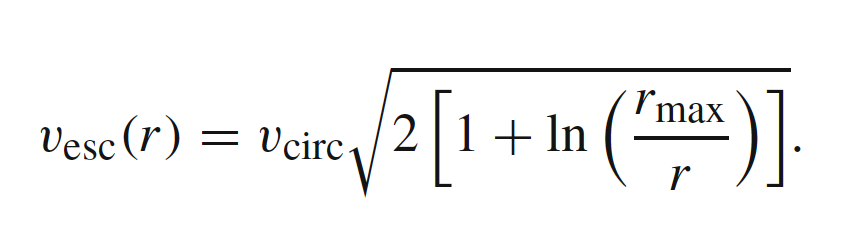 v_esc(r) = v_circ √(2[1 + ln(r_max/r)]).